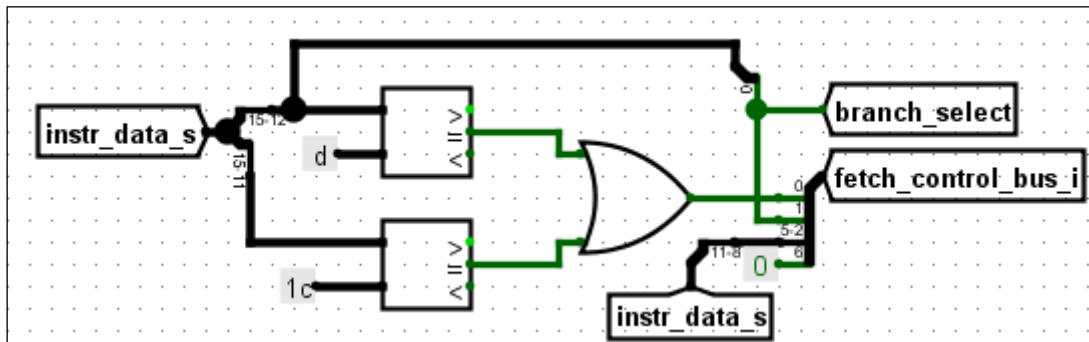 instr_data_s
15-12
15-11
d
1c
>
=
<
>
=
<
0
branch_select
fetch_control_bus_i
0
1
5-2
6
11-8
0
instr_data_s